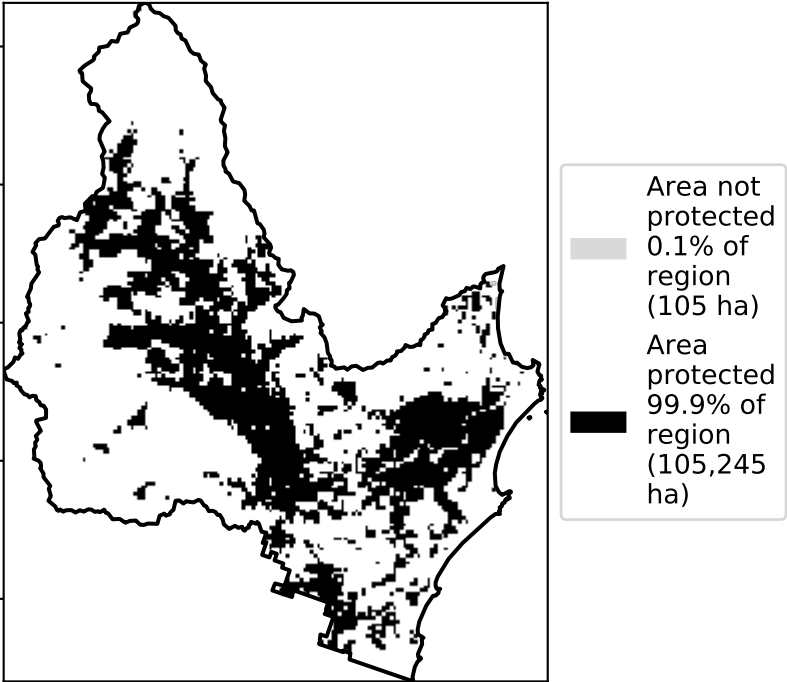 Area not
protected
0.1% of
region
(105 ha)
Area
protected
99.9% of
region
(105,245
ha)